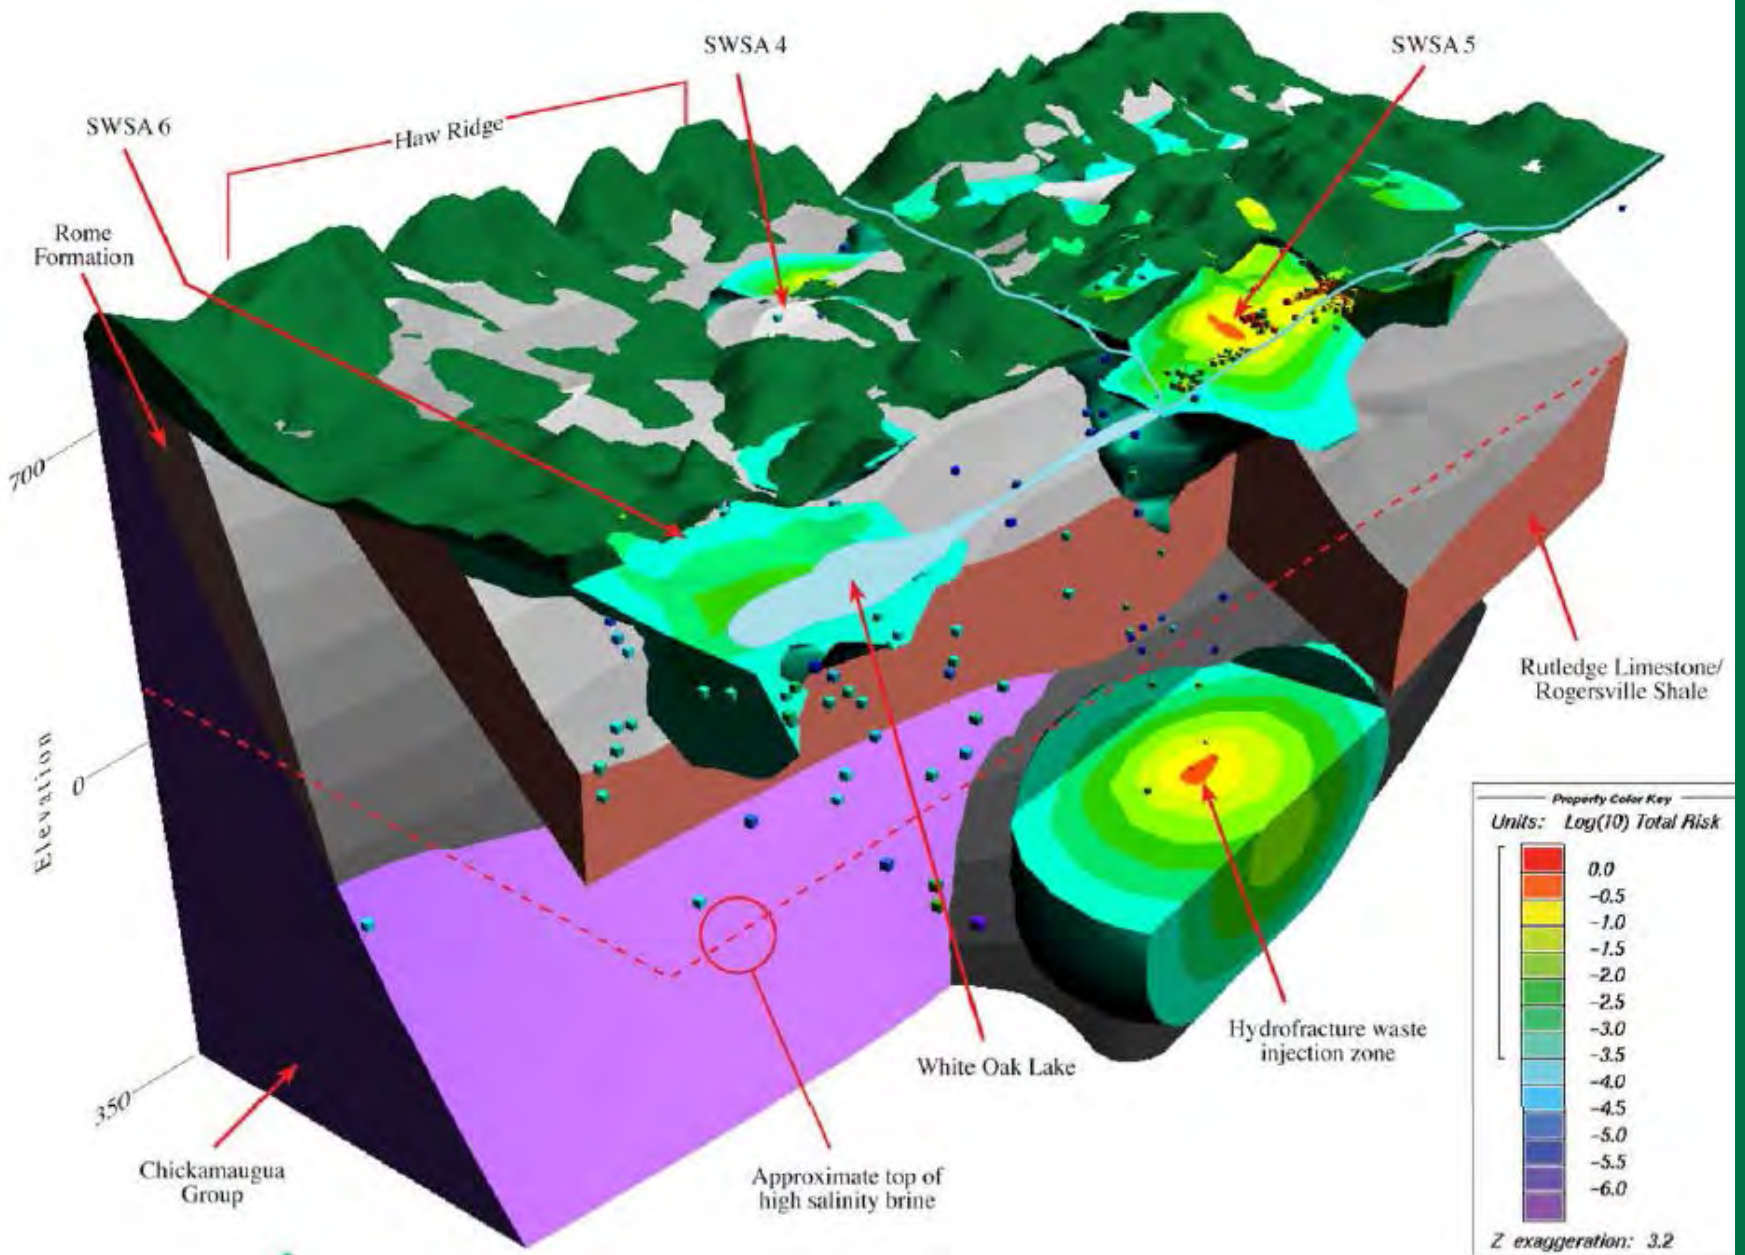 SWSA 4
SWSA 5
SWSA 6
Haw Ridge
Rome
Formation
700
Elevation
0
350
Rutledge Limestone/
Rogersville Shale
Hydrofracture waste
injection zone
White Oak Lake
Approximate top of
high salinity brine
Chickamaugua
Group
Property Color Key
Units: Log(10) Total Risk
0.0
-0.5
-1.0
-1.5
-2.0
-2.5
-3.0
-3.5
-4.0
-4.5
-5.0
-5.5
-6.0
Z exaggeration: 3.2